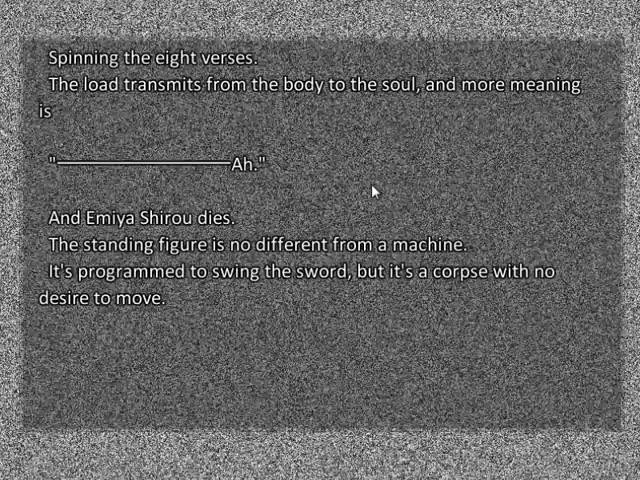 Spinning the eight verses.
The load transmits from the body to the soul, and more meaning
is
"――――――――――Ah."
And Emiya Shirou dies.
The standing figure is no different from a machine.
It's programmed to swing the sword, but it's a corpse with no
desire to move.